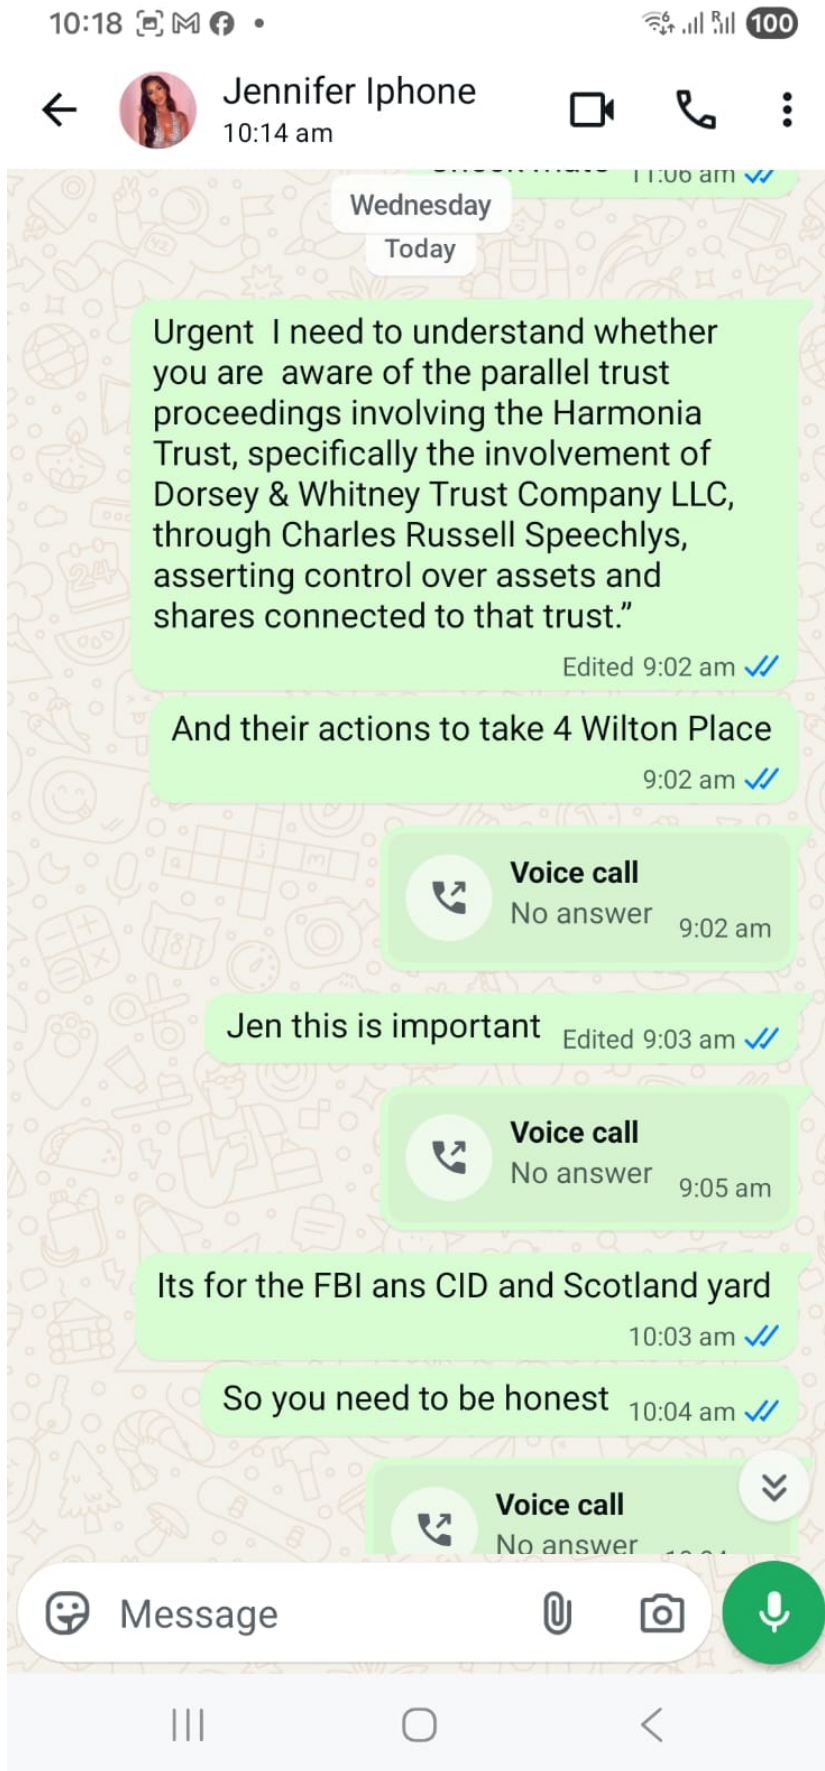 10:18
100
Jennifer Iphone
10:14 am
11:06 am
Wednesday
Today
Urgent  I need to understand whether
you are  aware of the parallel trust
proceedings involving the Harmonia
Trust, specifically the involvement of
Dorsey & Whitney Trust Company LLC,
through Charles Russell Speechlys,
asserting control over assets and
shares connected to that trust.”
Edited 9:02 am
And their actions to take 4 Wilton Place
9:02 am
Voice call
No answer 9:02 am
Jen this is important Edited 9:03 am
Voice call
No answer 9:05 am
Its for the FBI ans CID and Scotland yard
10:03 am
So you need to be honest 10:04 am
Voice call
No answer
Message